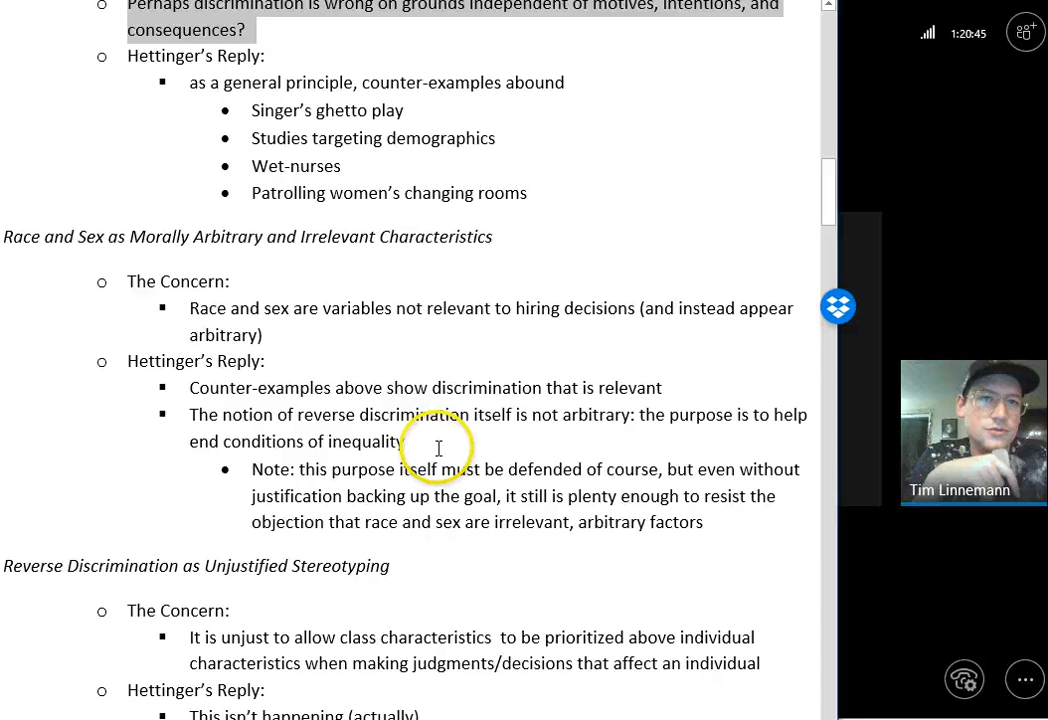 o Perhaps discrimination is wrong on grounds independent of motives, intentions, and
consequences?
o Hettinger's Reply:
▪ as a general principle, counter-examples abound
• Singer's ghetto play
• Studies targeting demographics
• Wet-nurses
• Patrolling women's changing rooms
Race and Sex as Morally Arbitrary and Irrelevant Characteristics
o The Concern:
▪ Race and sex are variables not relevant to hiring decisions (and instead appear
arbitrary)
o Hettinger's Reply:
▪ Counter-examples above show discrimination that is relevant
▪ The notion of reverse discrimination itself is not arbitrary: the purpose is to help
end conditions of inequality
• Note: this purpose itself must be defended of course, but even without
justification backing up the goal, it still is plenty enough to resist the
objection that race and sex are irrelevant, arbitrary factors
Reverse Discrimination as Unjustified Stereotyping
o The Concern:
▪ It is unjust to allow class characteristics to be prioritized above individual
characteristics when making judgments/decisions that affect an individual
o Hettinger's Reply:
▪ This isn't happening (actually)
1:20:45
Tim Linnemann